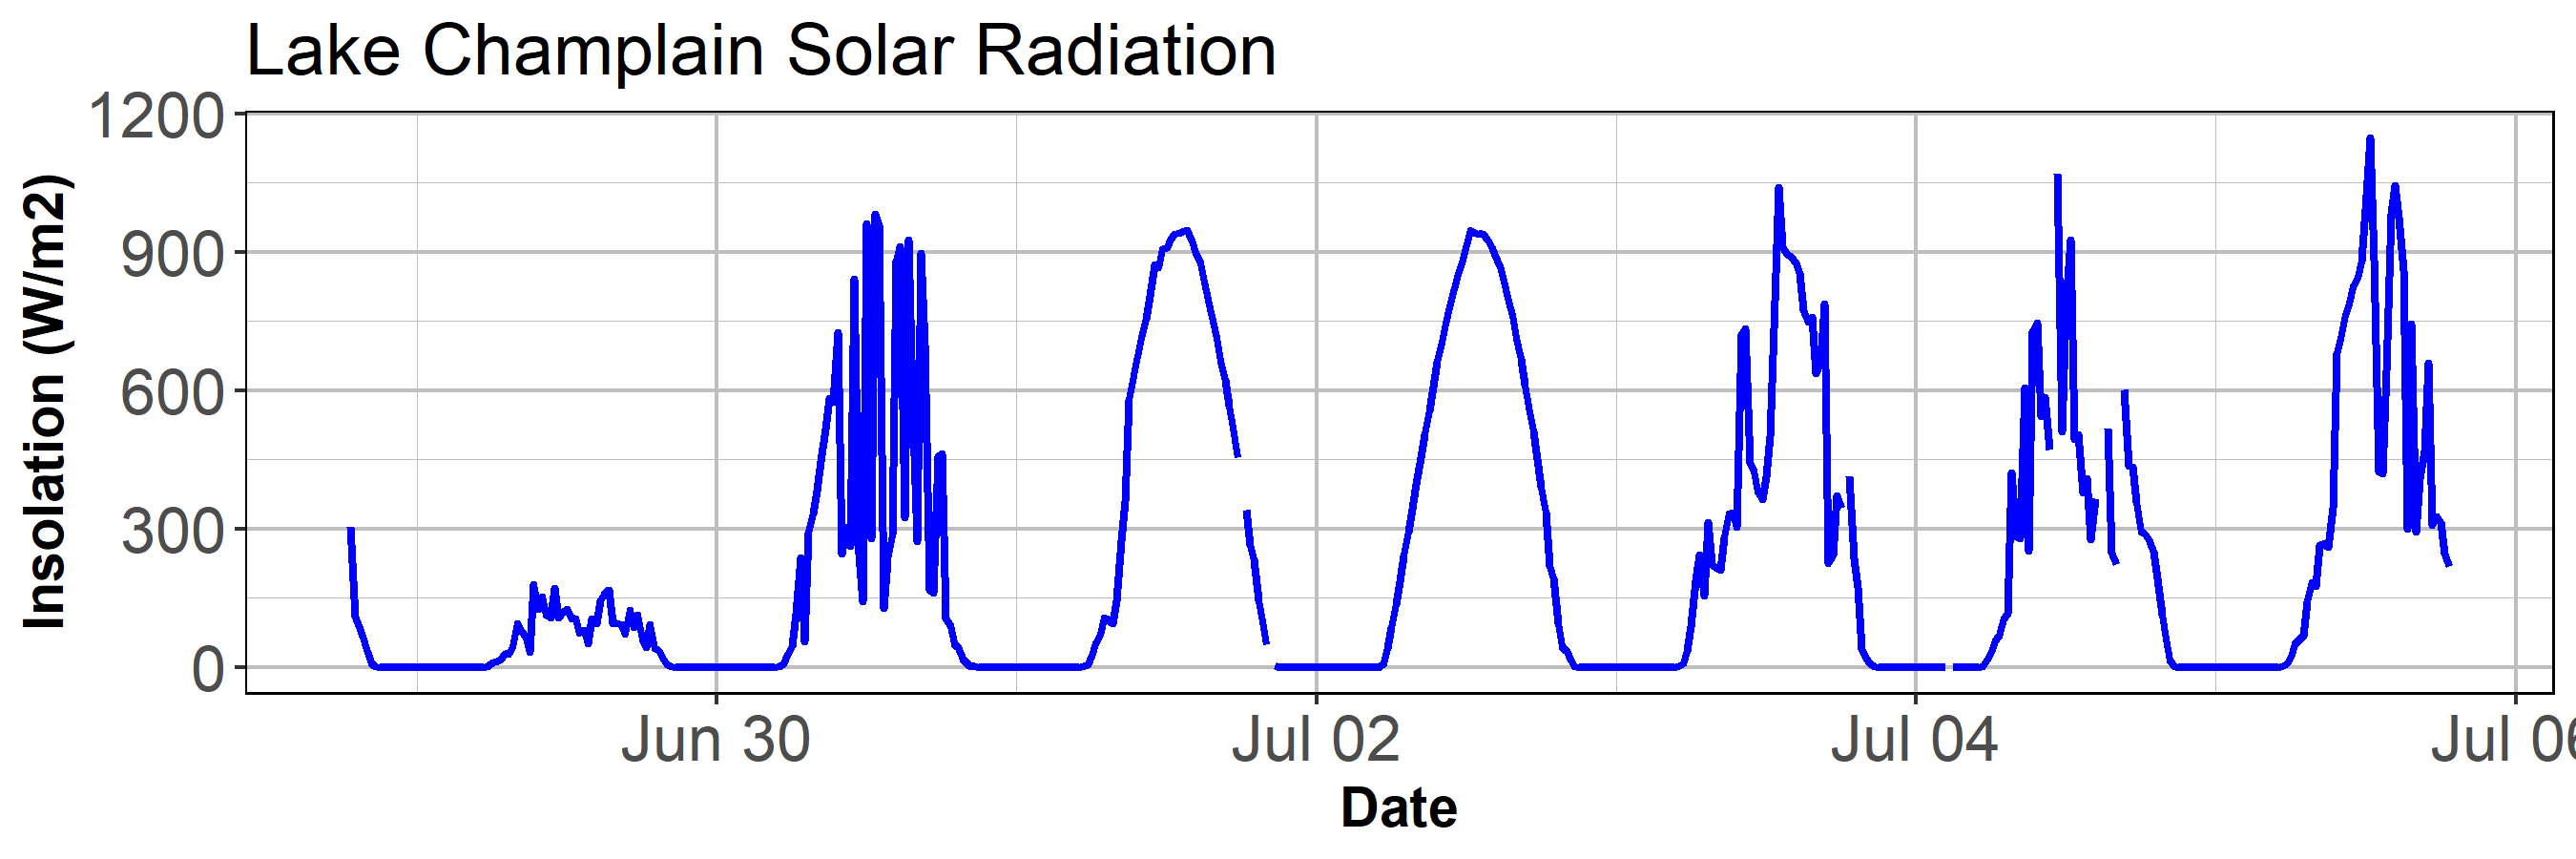 Lake Champlain Solar Radiation
1200
900
600
300
0
Insolation (W/m2)
Jun 30 Jul 02 Jul 04 Jul 06
Date